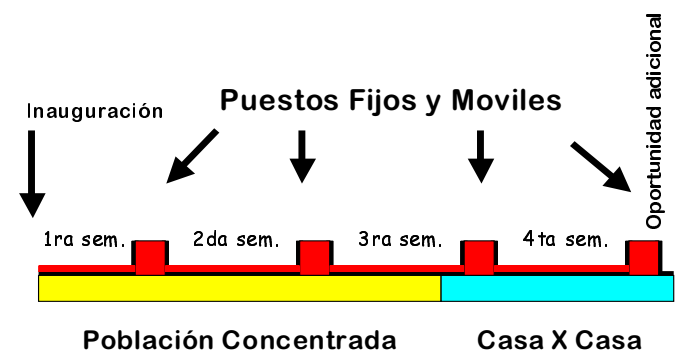 Oportunidad adicional
Puestos Fijos y Moviles
Inauguración
1ra sem.
2da sem.
3ra sem.
4ta sem.
Población Concentrada
Casa X Casa